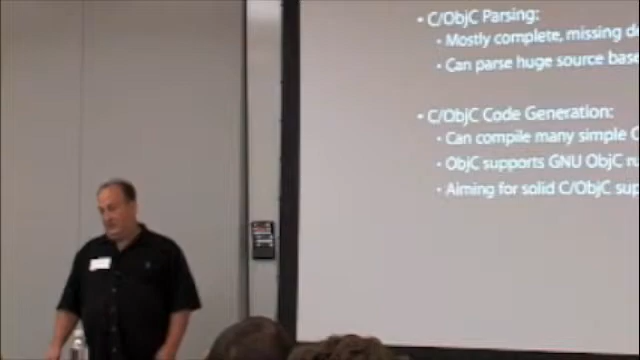 • C/ObjC Parsing:
• Mostly complete, missing
• Can parse huge source
• C/ObjC Code Generation:
• Can compile many simple
• ObjC supports GNU ObjC
• Aiming for solid C/ObjC